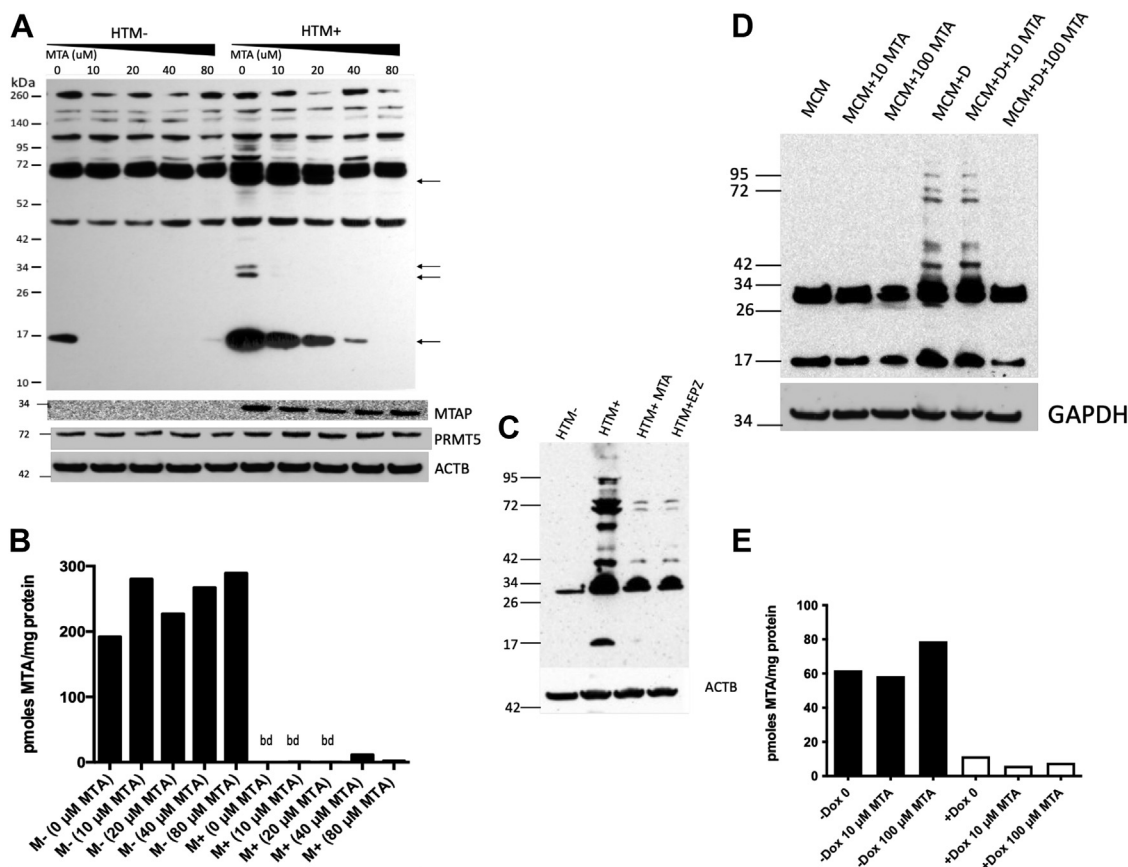 A
HTM-
HTM+
MTA (uM)
0 10 20 40 80
0 10 20 40 80
kDa
260
140
95
72
52
42
34
26
17
10
34
MTAP
72
PRMT5
42
ACTB
B
pmoles MTA/mg protein
300
200
100
0
bd bd bd
M- (0 µM MTA)
M- (10 µM MTA)
M- (20 µM MTA)
M- (40 µM MTA)
M- (80 µM MTA)
M+ (0 µM MTA)
M+ (10 µM MTA)
M+ (20 µM MTA)
M+ (40 µM MTA)
M+ (80 µM MTA)
C
HTM-
HTM+
HTM+ MTA
HTM+EPZ
95
72
42
34
26
17
42
ACTB
D
MCM
MCM+10 MTA
MCM+100 MTA
MCM+D
MCM+D+10 MTA
MCM+D+100 MTA
95
72
42
34
26
17
34
GAPDH
E
pmoles MTA/mg protein
100
80
60
40
20
0
-Dox 0
-Dox 10 µM MTA
-Dox 100 µM MTA
+Dox 0
+Dox 10 µM MTA
+Dox 100 µM MTA